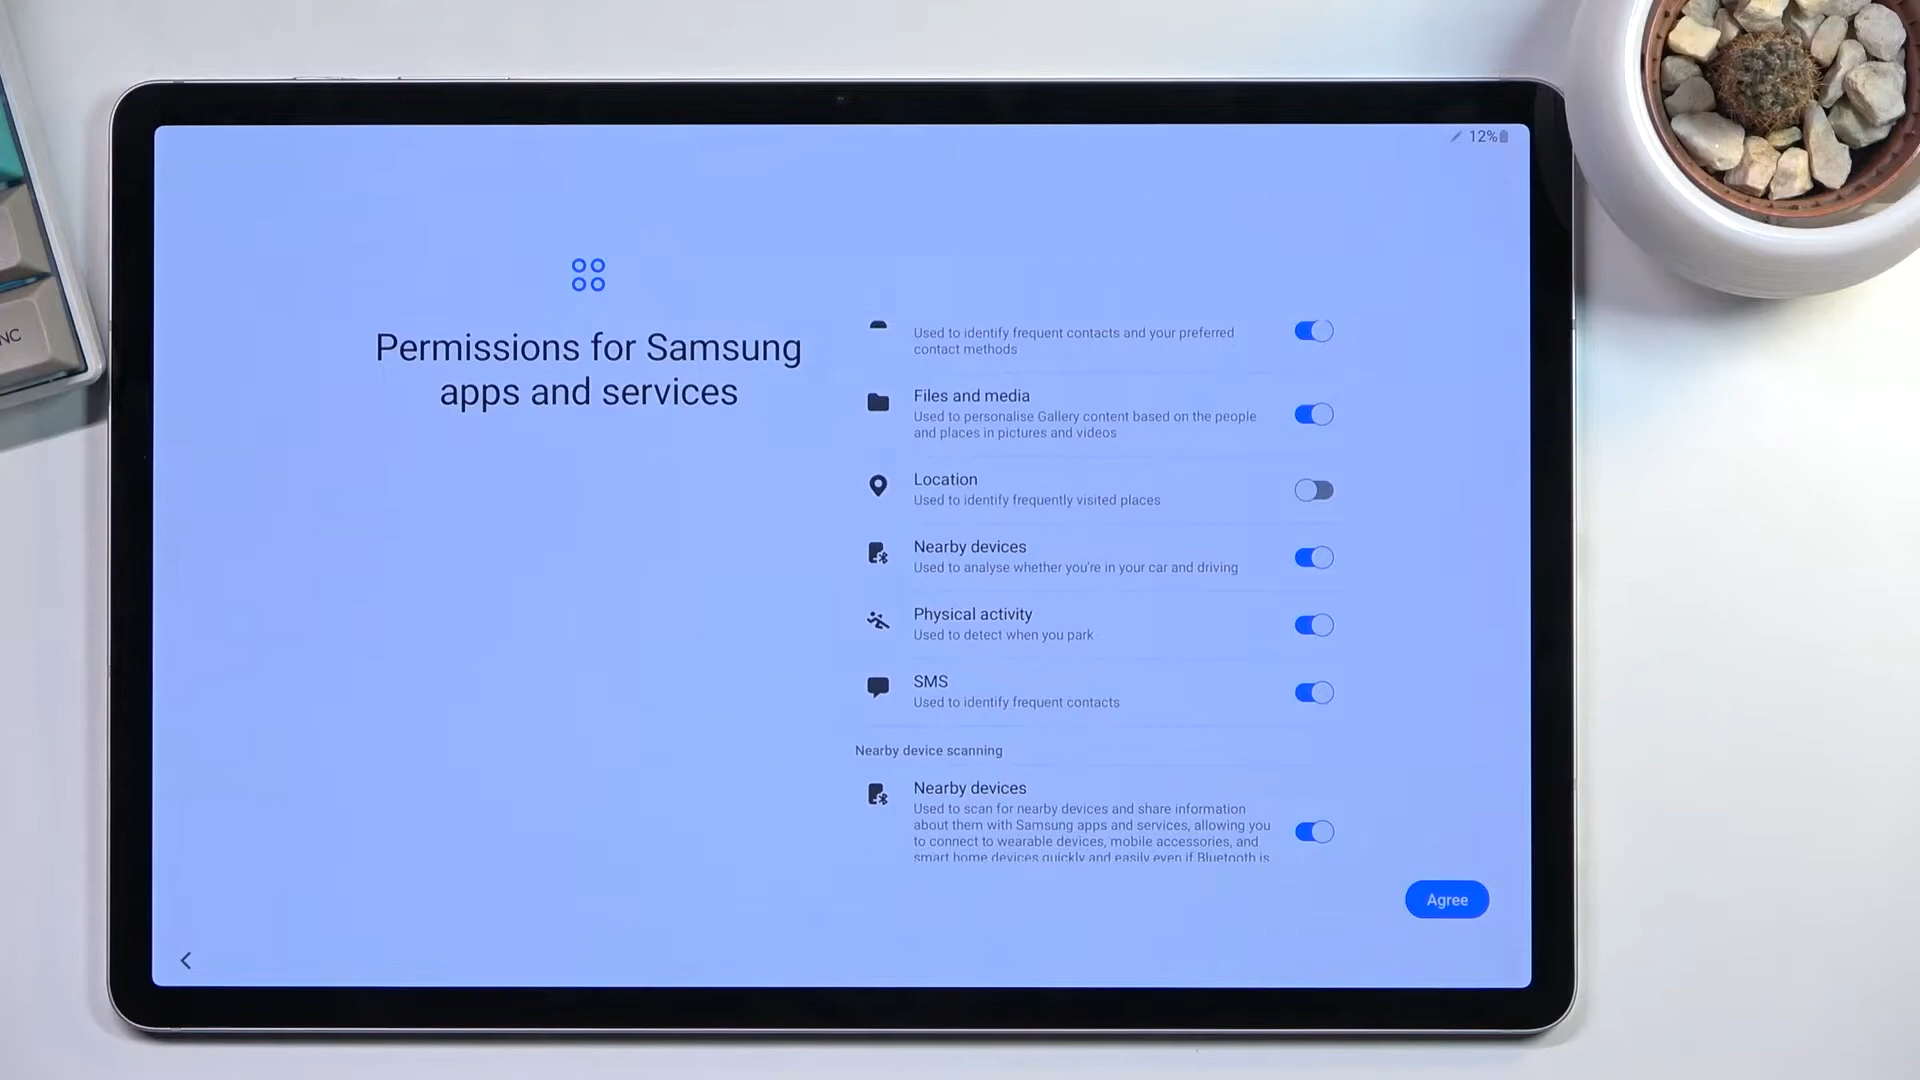 12%
Permissions for Samsung
apps and services
Used to identify frequent contacts and your preferred
contact methods
Files and media
Used to personalise Gallery content based on the people
and places in pictures and videos
Location
Used to identify frequently visited places
Nearby devices
Used to analyse whether you're in your car and driving
Physical activity
Used to detect when you park
SMS
Used to identify frequent contacts
Nearby device scanning
Nearby devices
Used to scan for nearby devices and share information
about them with Samsung apps and services, allowing you
to connect to wearable devices, mobile accessories, and
smart home devices quickly and easily even if Bluetooth is
Agree
NC